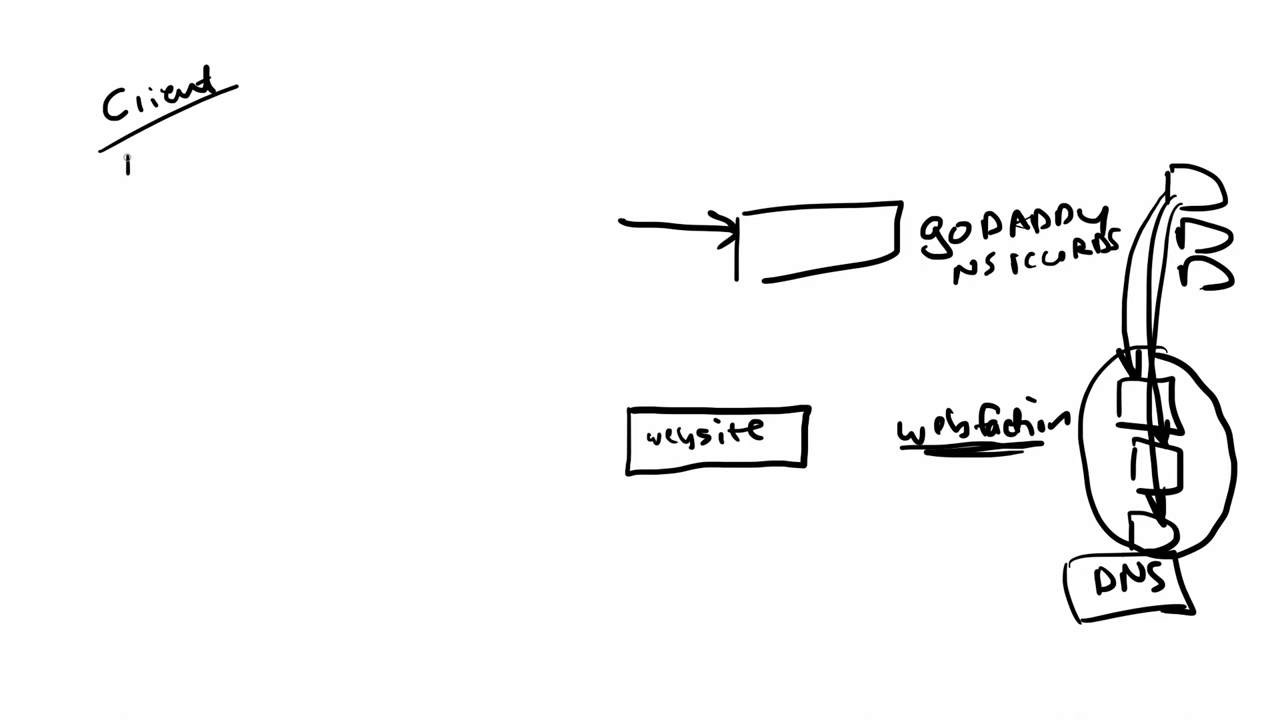 Client
goDADDY
NS records
website
webfaction
DNS